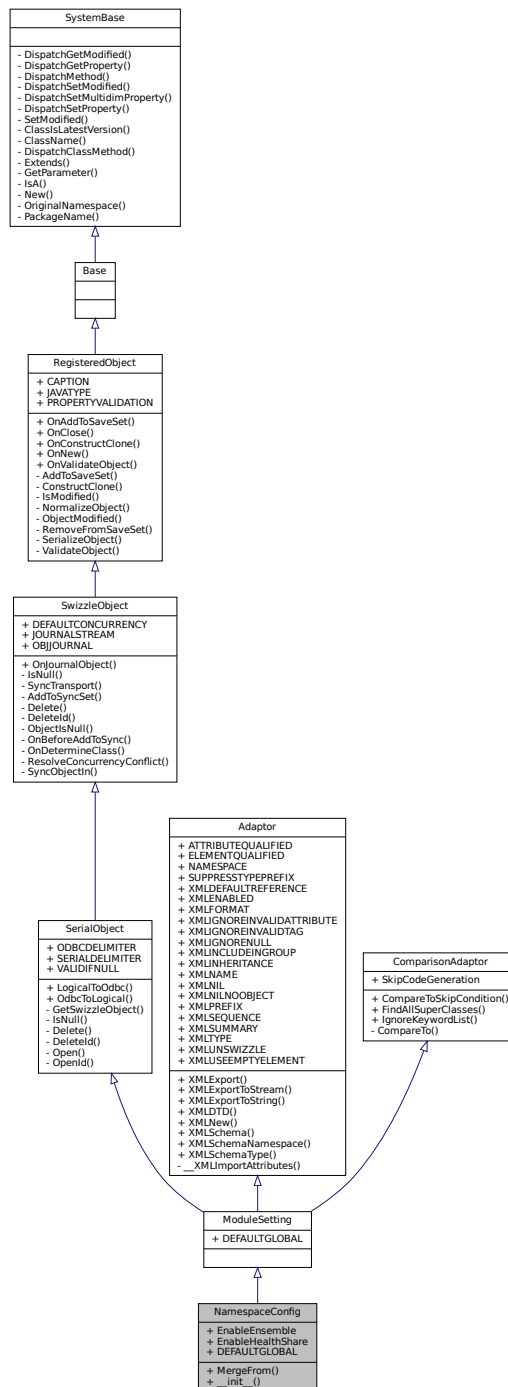 SystemBase
- DispatchGetModified()
- DispatchGetProperty()
- DispatchMethod()
- DispatchSetModified()
- DispatchSetMultidimProperty()
- DispatchSetProperty()
- SetModified()
- ClassIsLatestVersion()
- ClassName()
- DispatchClassMethod()
- Extends()
- GetParameter()
- IsA()
- New()
- OriginalNamespace()
- PackageName()
Base
RegisteredObject
+ CAPTION
+ JAVATYPE
+ PROPERTYVALIDATION
+ OnAddToSaveSet()
+ OnClose()
+ OnConstructClone()
+ OnNew()
+ OnValidateObject()
- AddToSaveSet()
- ConstructClone()
- IsModified()
- NormalizeObject()
- ObjectModified()
- RemoveFromSaveSet()
- SerializeObject()
- ValidateObject()
SwizzleObject
+ DEFAULTCONCURRENCY
+ JOURNALSTREAM
+ OBJJOURNAL
+ OnJournalObject()
- IsNull()
- SyncTransport()
- AddToSyncSet()
- Delete()
- DeleteId()
- ObjectIsNull()
- OnBeforeAddToSync()
- OnDetermineClass()
- ResolveConcurrencyConflict()
- SyncObjectIn()
SerialObject
+ ODBCDELIMITER
+ SERIALDELIMITER
+ VALIDIFNULL
+ LogicalToOdbc()
+ OdbcToLogical()
- GetSwizzleObject()
- IsNull()
- Delete()
- DeleteId()
- Open()
- OpenId()
Adaptor
+ ATTRIBUTEQUALIFIED
+ ELEMENTQUALIFIED
+ NAMESPACE
+ SUPPRESSTYPEPREFIX
+ XMLDEFAULTREFERENCE
+ XMLENABLED
+ XMLFORMAT
+ XMLIGNOREINVALIDATTRIBUTE
+ XMLIGNOREINVALIDTAG
+ XMLIGNORENULL
+ XMLINCLUDEINGROUP
+ XMLINHERITANCE
+ XMLNAME
+ XMLNIL
+ XMLNILNOOBJECT
+ XMLPREFIX
+ XMLSEQUENCE
+ XMLSUMMARY
+ XMLTYPE
+ XMLUNSWIZZLE
+ XMLUSEEMPTYELEMENT
+ XMLExport()
+ XMLExportToStream()
+ XMLExportToString()
+ XMLDTD()
+ XMLNew()
+ XMLSchema()
+ XMLSchemaNamespace()
+ XMLSchemaType()
- __XMLImportAttributes()
ComparisonAdaptor
+ SkipCodeGeneration
+ CompareToSkipCondition()
+ FindAllSuperClasses()
+ IgnoreKeywordList()
- CompareTo()
ModuleSetting
+ DEFAULTGLOBAL
NamespaceConfig
+ EnableEnsemble
+ EnableHealthShare
+ DEFAULTGLOBAL
+ MergeFrom()
+ __init__()